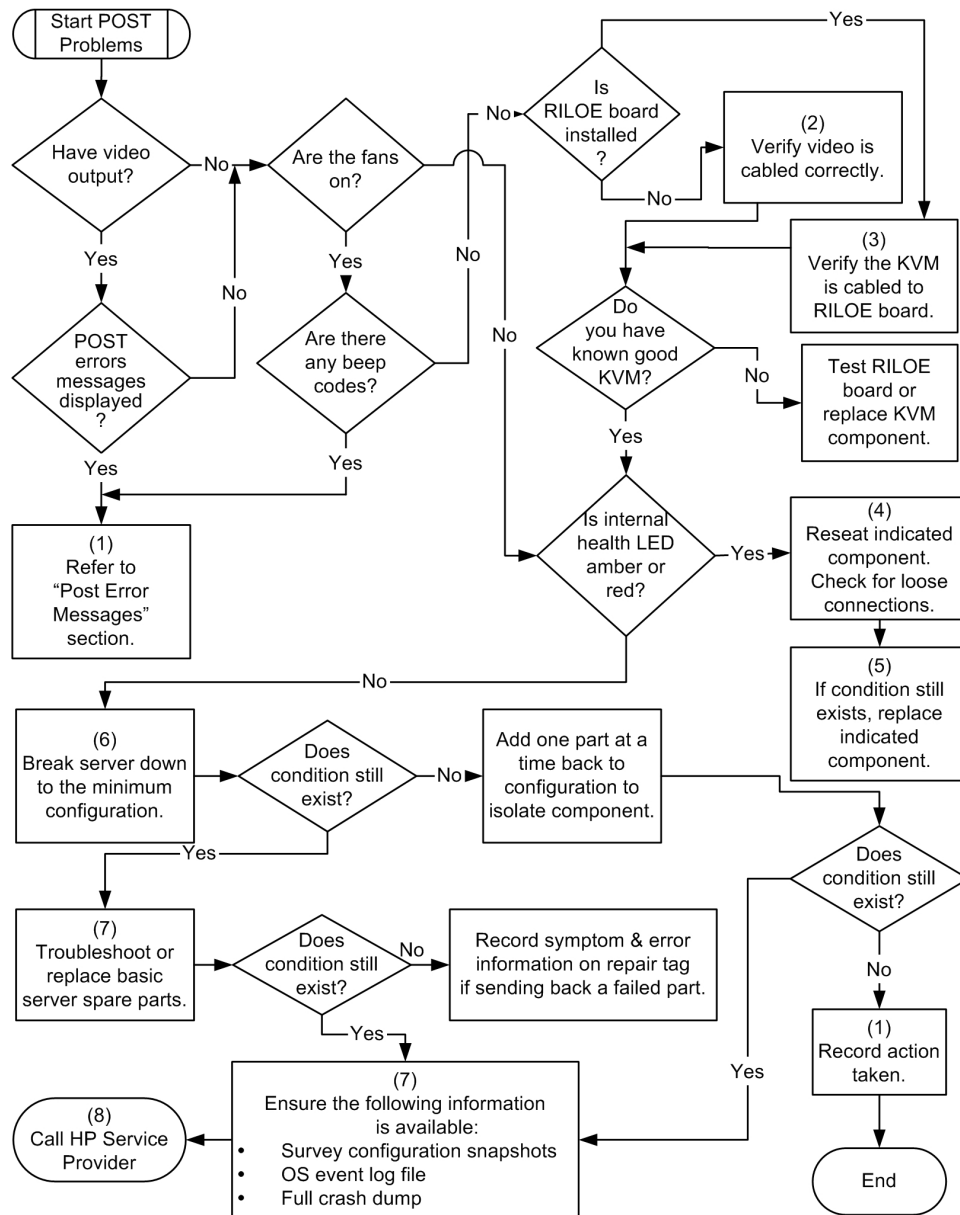 Start POST
Problems
Have video
output?
No
Yes
POST
errors
messages
displayed
?
No
Yes
(1)
Refer to
“Post Error
Messages”
section.
Are the fans
on?
Yes
No
Are there
any beep
codes?
No
Yes
Is
RILOE board
installed
?
Yes
No
(2)
Verify video is
cabled correctly.
(3)
Verify the KVM
is cabled to
RILOE board.
Do
you have
known good
KVM?
No
Yes
Test RILOE
board or
replace KVM
component.
Is internal
health LED
amber or
red?
Yes
No
(4)
Reseat indicated
component.
Check for loose
connections.
(5)
If condition still
exists, replace
indicated
component.
(6)
Break server down
to the minimum
configuration.
Does
condition still
exist?
No
Yes
Add one part at a
time back to
configuration to
isolate component.
Does
condition still
exist?
No
Yes
(7)
Troubleshoot or
replace basic
server spare parts.
Does
condition still
exist?
No
Yes
Record symptom & error
information on repair tag
if sending back a failed part.
(1)
Record action
taken.
End
(7)
Ensure the following information
is available:
• Survey configuration snapshots
• OS event log file
• Full crash dump
(8)
Call HP Service
Provider